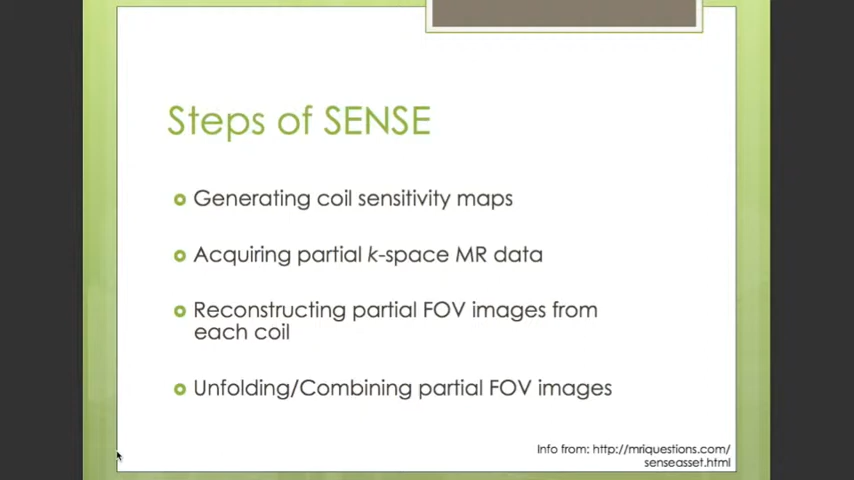 Steps of SENSE
Generating coil sensitivity maps
Acquiring partial k-space MR data
Reconstructing partial FOV images from
each coil
Unfolding/Combining partial FOV images
Info from: http://mriquestions.com/
senseasset.html